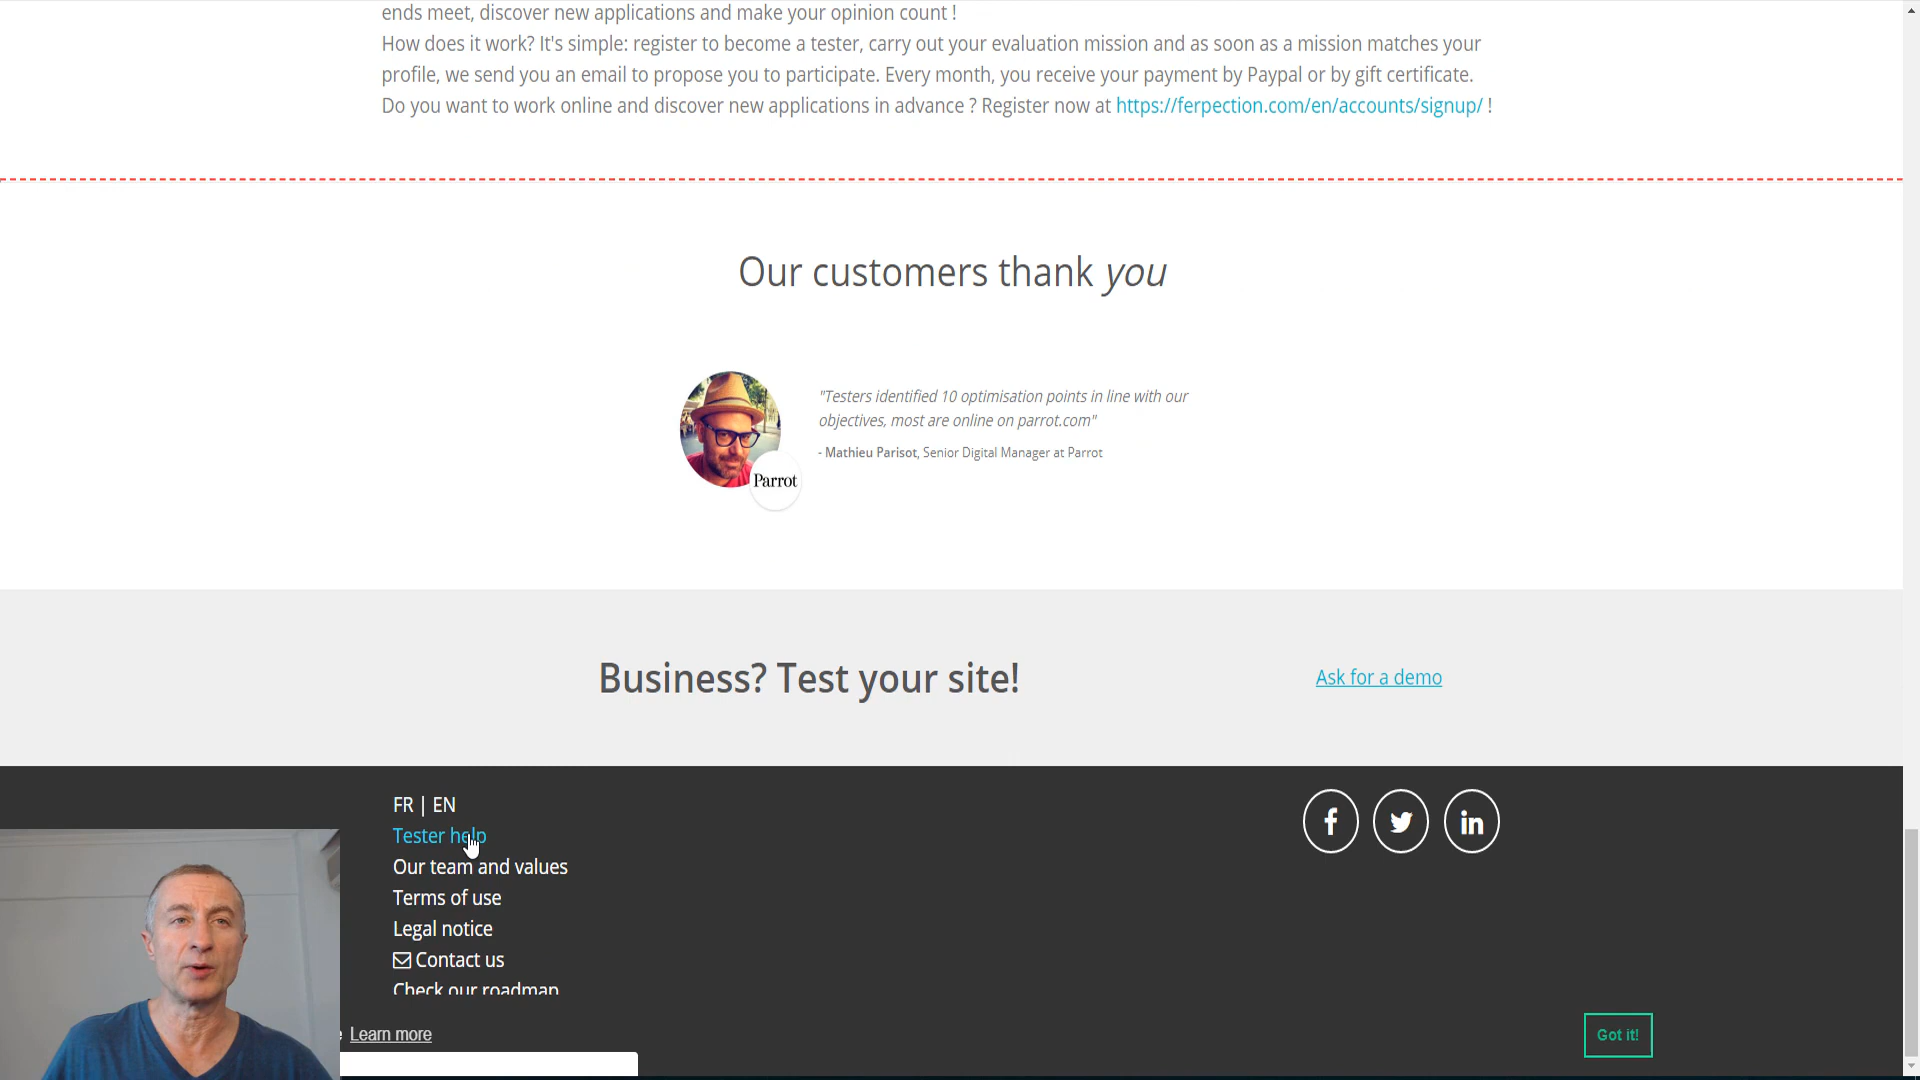 ends meet, discover new applications and make your opinion count !
How does it work? It's simple: register to become a tester, carry out your evaluation mission and as soon as a mission matches your
profile, we send you an email to propose you to participate. Every month, you receive your payment by Paypal or by gift certificate.
Do you want to work online and discover new applications in advance ? Register now at https://ferpection.com/en/accounts/signup/ !
Our customers thank you
"Testers identified 10 optimisation points in line with our
objectives, most are online on parrot.com"
- Mathieu Parisot, Senior Digital Manager at Parrot
Parrot
Business? Test your site!
Ask for a demo
FR | EN
Tester help
Our team and values
Terms of use
Legal notice
Contact us
Check our roadmap
Learn more
Got it!